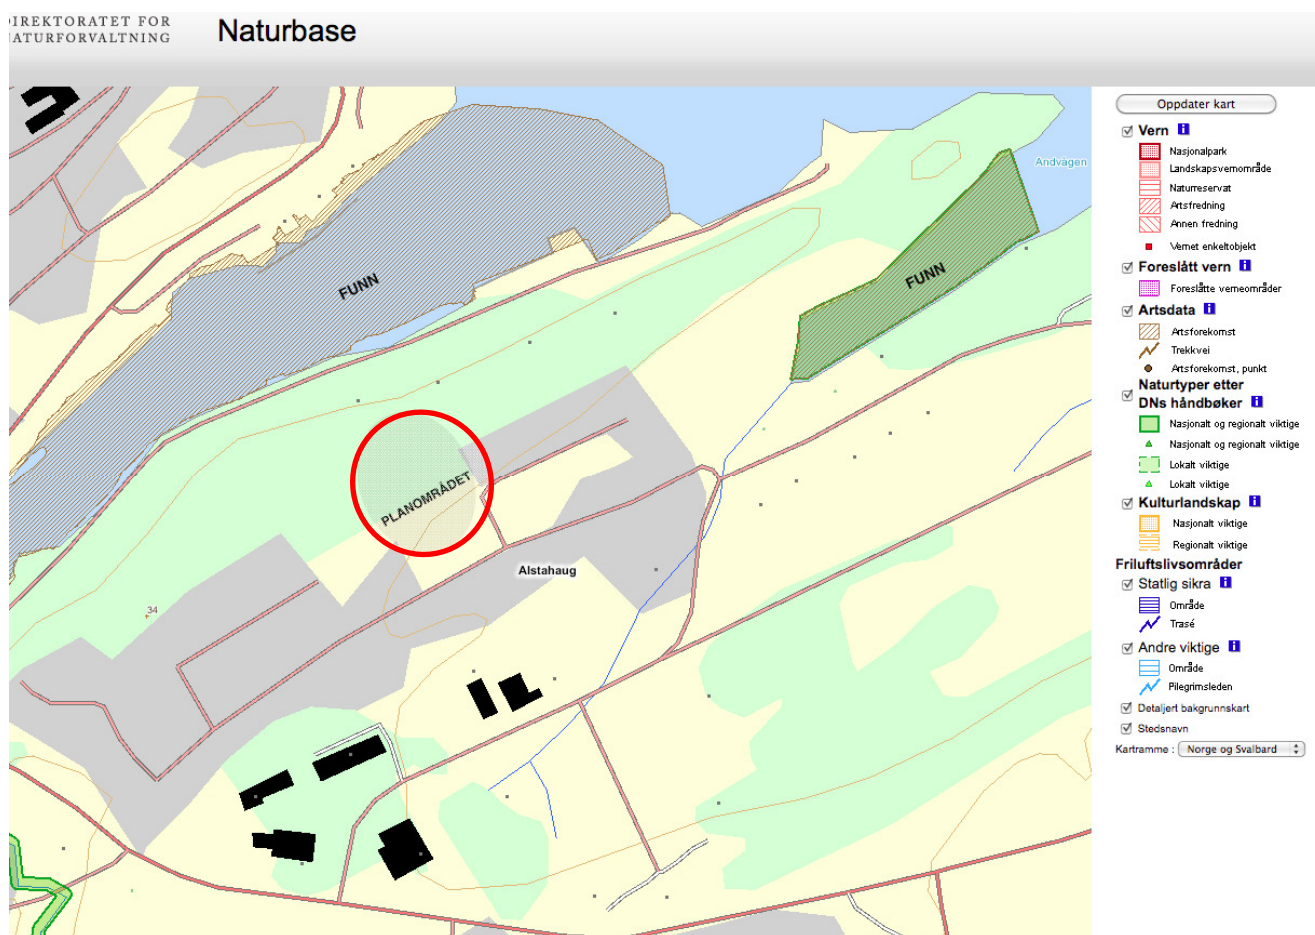 DIREKTORATET FOR
NATURFORVALTNING
Naturbase
Oppdater kart
Vern i
Nasjonalpark
Landskapsvernområde
Naturreservat
Artsfredning
Annen fredning
Vernet enkeltobjekt
Foreslått vern i
Foreslåtte verneområder
Artsdata i
Artsforekomst
Trekkvei
Artsforekomst, punkt
Naturtyper etter
DNs håndbøker i
Nasjonalt og regionalt viktige
Nasjonalt og regionalt viktige
Lokalt viktige
Lokalt viktige
Kulturlandskap i
Nasjonalt viktige
Regionalt viktige
Friluftslivsområder
Statlig sikra i
Område
Trasé
Andre viktige i
Område
Pilegrimsleden
Detaljert bakgrunnskart
Stedsnavn
Kartramme : Norge og Svalbard
Andvågen
FUNN
FUNN
PLANOMRÅDET
Alstahaug
34